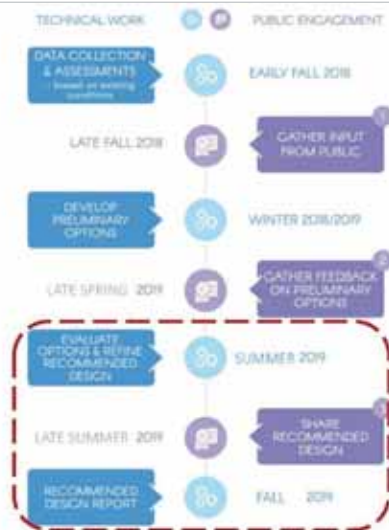 TECHNICAL WORK
PUBLIC ENGAGEMENT
DATA COLLECTION
& ASSESSMENTS
- based on existing
conditions
EARLY FALL 2018
LATE FALL 2018
1
GATHER INPUT
FROM PUBLIC
DEVELOP
PRELIMINARY
OPTIONS
WINTER 2018/2019
LATE SPRING 2019
2
GATHER FEEDBACK
ON PRELIMINARY
OPTIONS
EVALUATE
OPTIONS & REFINE
RECOMMENDED
DESIGN
SUMMER 2019
LATE SUMMER 2019
3
SHARE
RECOMMENDED
DESIGN
RECOMMENDED
DESIGN REPORT
FALL 2019